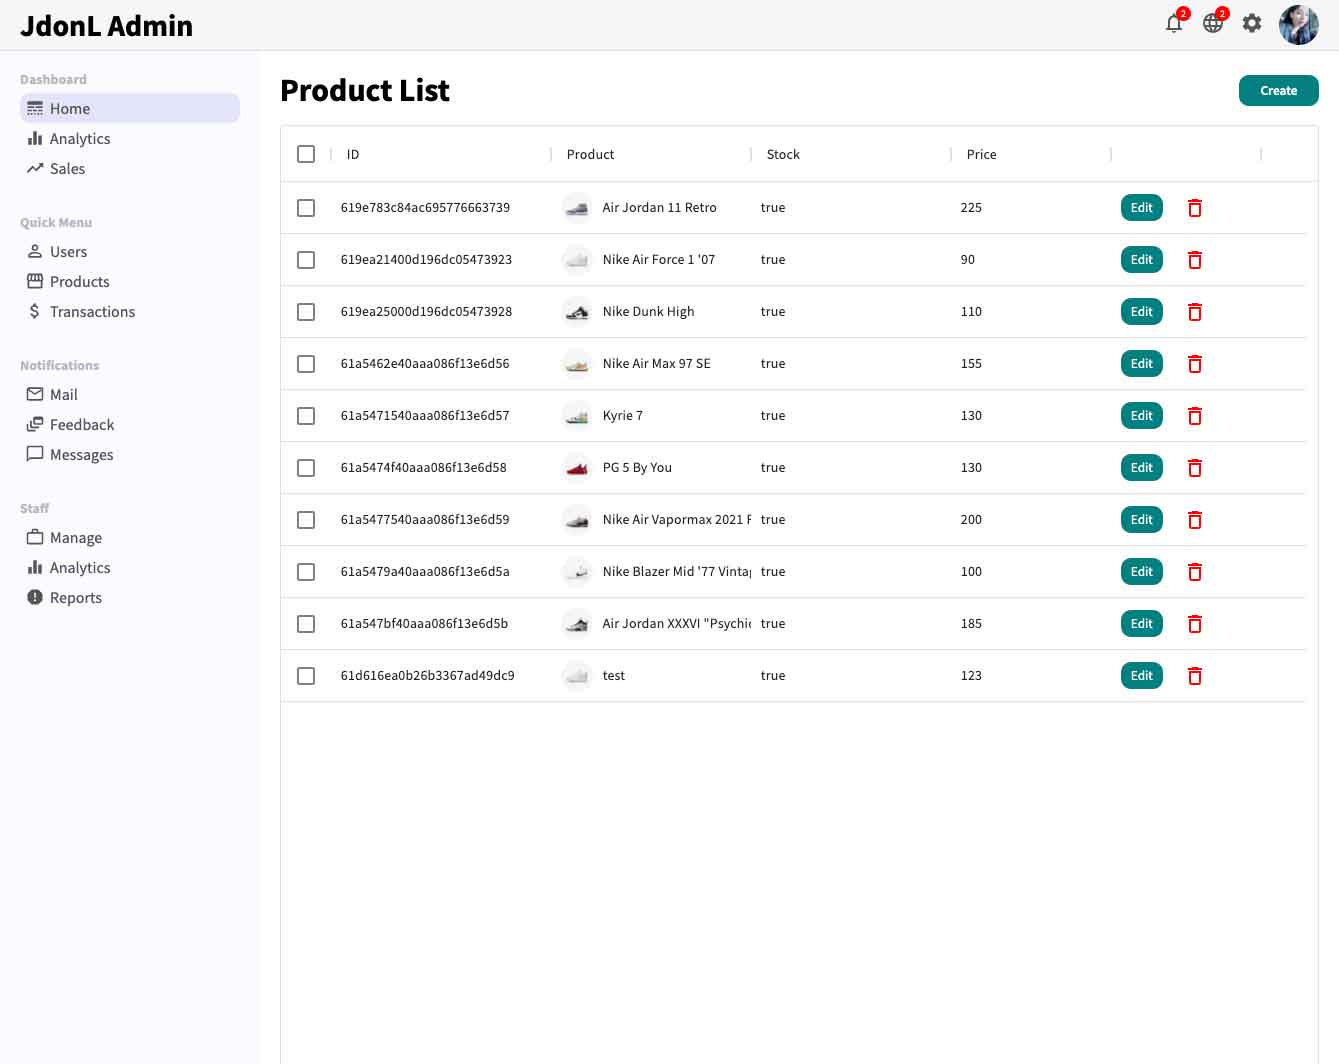 JdonL Admin
2
2
Dashboard
Home
Analytics
Sales
Quick Menu
Users
Products
Transactions
Notifications
Mail
Feedback
Messages
Staff
Manage
Analytics
Reports
Product List
Create
ID Product Stock Price
619e783c84ac695776663739 Air Jordan 11 Retro true 225 Edit
619ea21400d196dc05473923 Nike Air Force 1 '07 true 90 Edit
619ea25000d196dc05473928 Nike Dunk High true 110 Edit
61a5462e40aaa086f13e6d56 Nike Air Max 97 SE true 155 Edit
61a5471540aaa086f13e6d57 Kyrie 7 true 130 Edit
61a5474f40aaa086f13e6d58 PG 5 By You true 130 Edit
61a5477540aaa086f13e6d59 Nike Air Vapormax 2021 F true 200 Edit
61a5479a40aaa086f13e6d5a Nike Blazer Mid '77 Vinta true 100 Edit
61a547bf40aaa086f13e6d5b Air Jordan XXXVI "Psychi true 185 Edit
61d616ea0b26b3367ad49dc9 test true 123 Edit